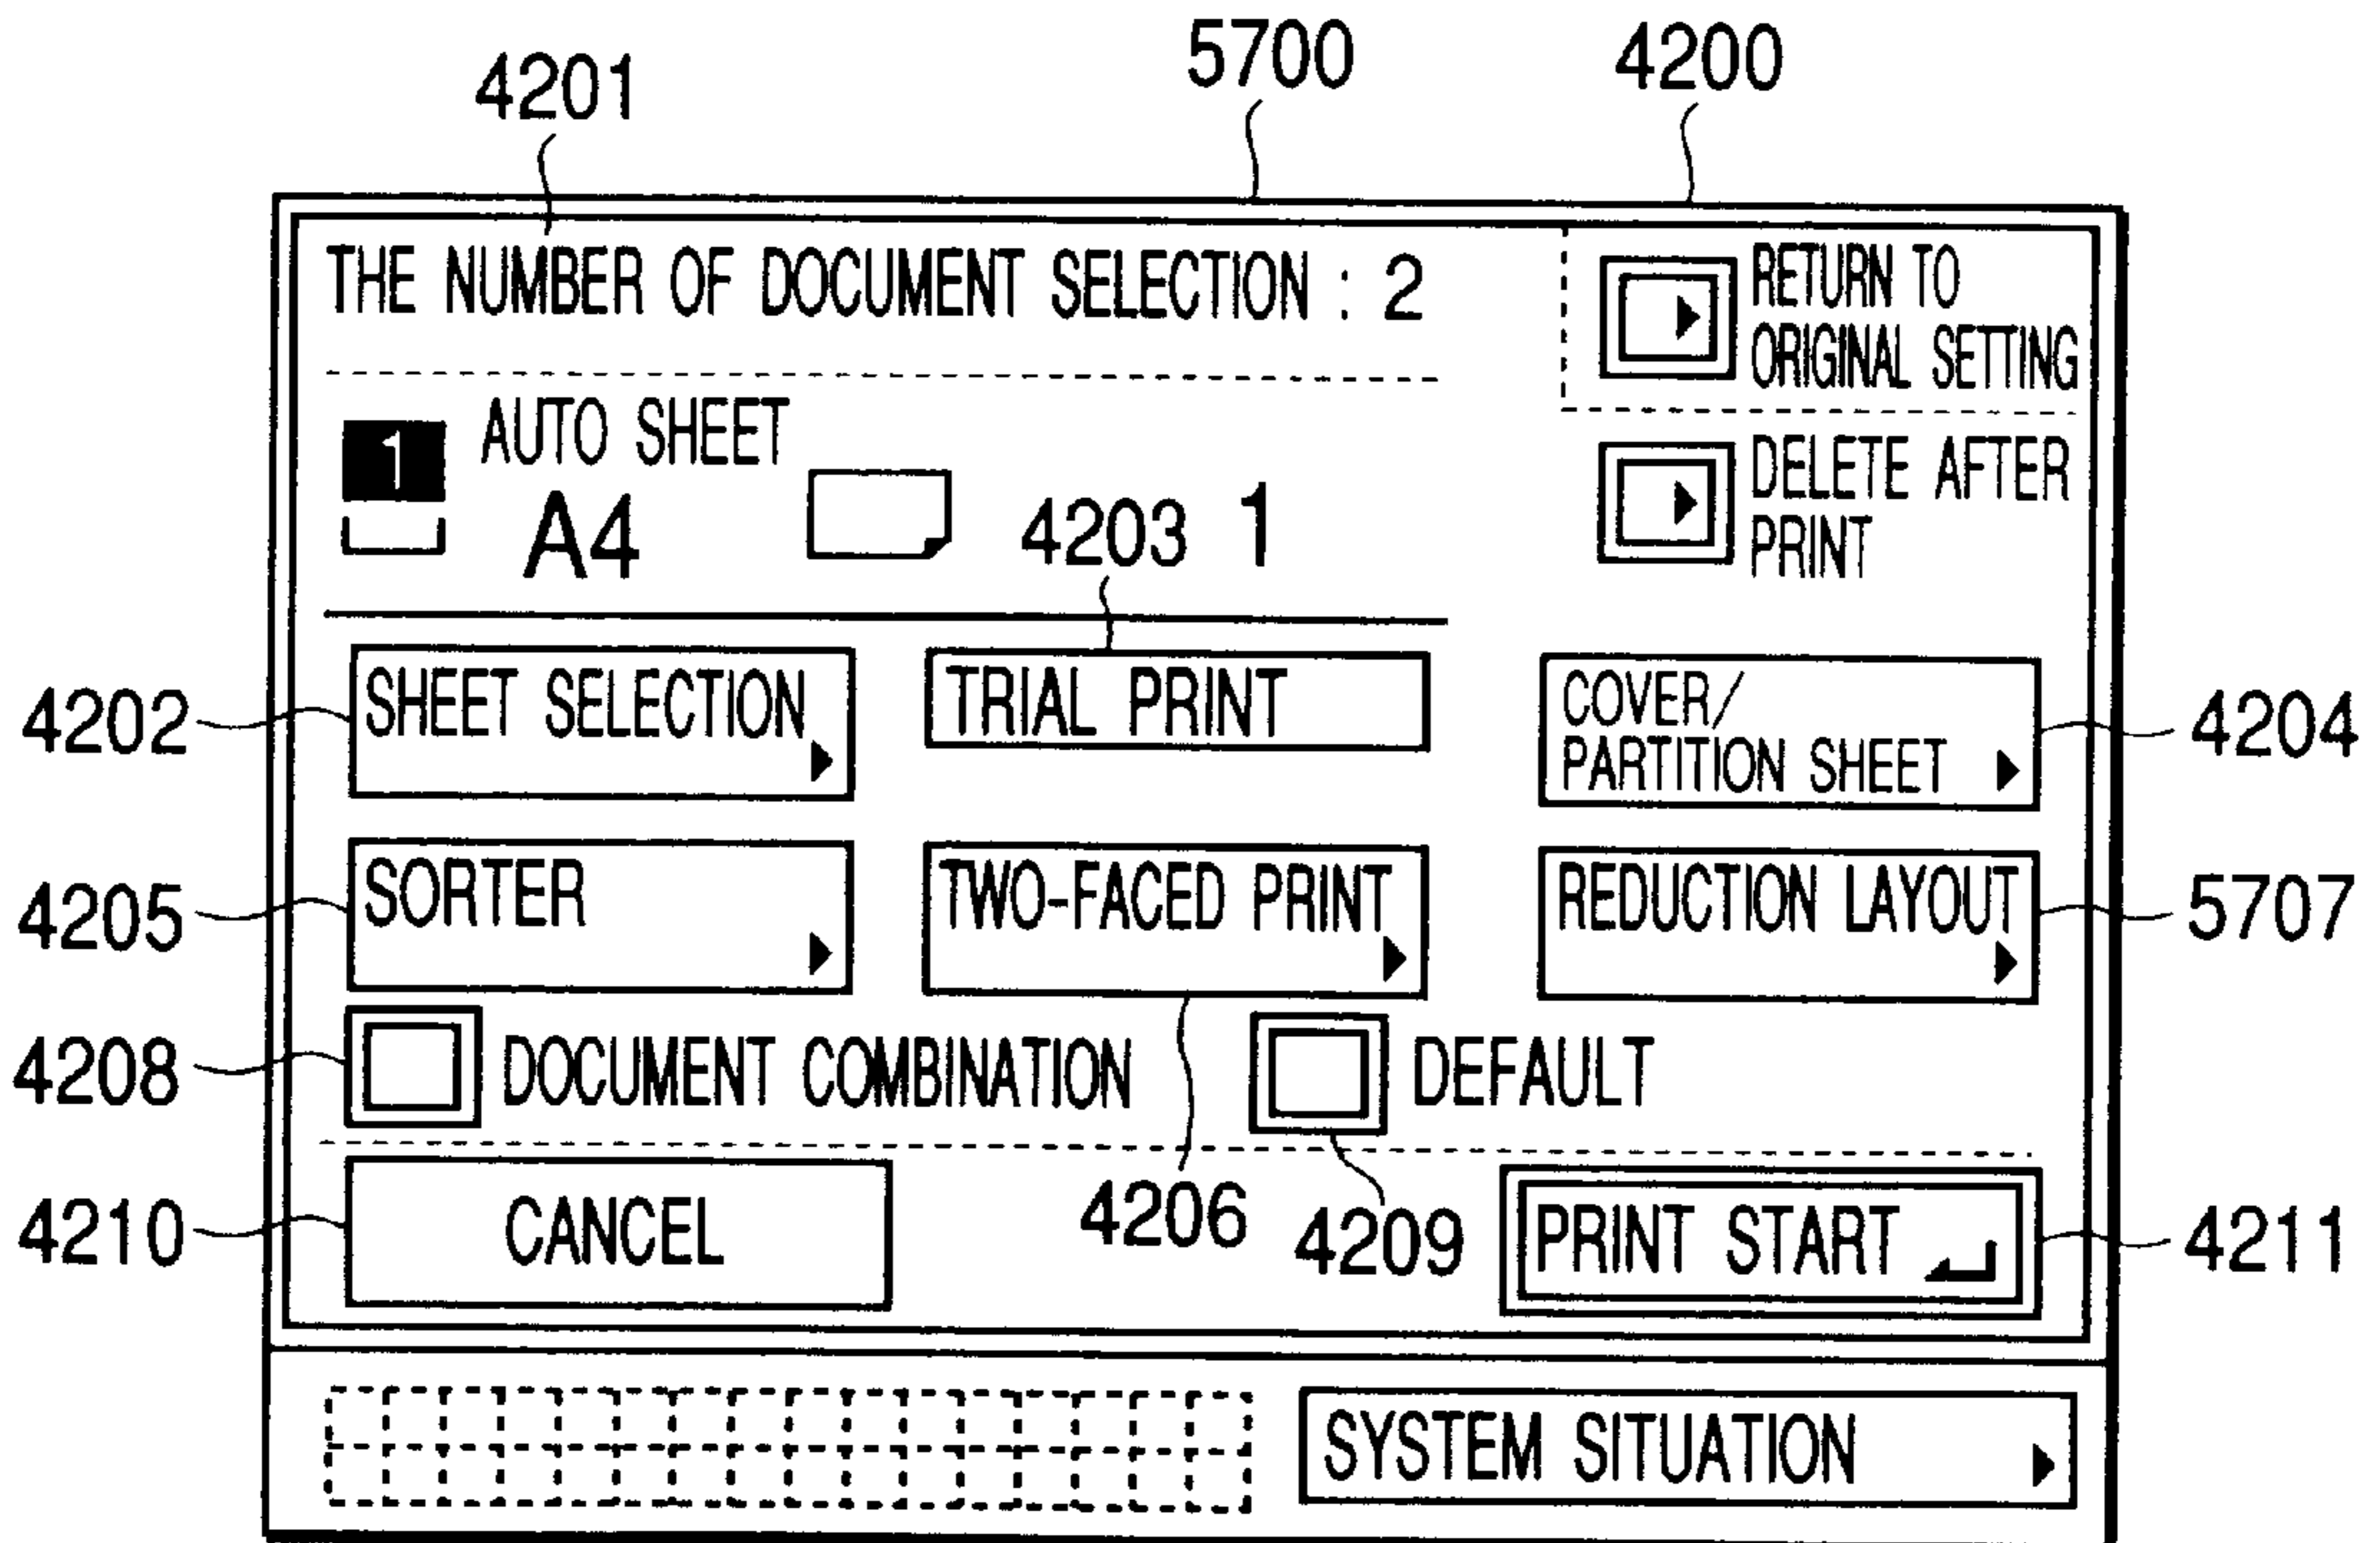 5700
4200
4201
THE NUMBER OF DOCUMENT SELECTION : 2
RETURN TO
ORIGINAL SETTING
1
AUTO SHEET
A4
4203
1
DELETE AFTER
PRINT
4202
SHEET SELECTION
TRIAL PRINT
COVER/
PARTITION SHEET
4204
4205
SORTER
TWO-FACED PRINT
REDUCTION LAYOUT
5707
4208
DOCUMENT COMBINATION
DEFAULT
4210
CANCEL
4206
4209
PRINT START
4211
SYSTEM SITUATION